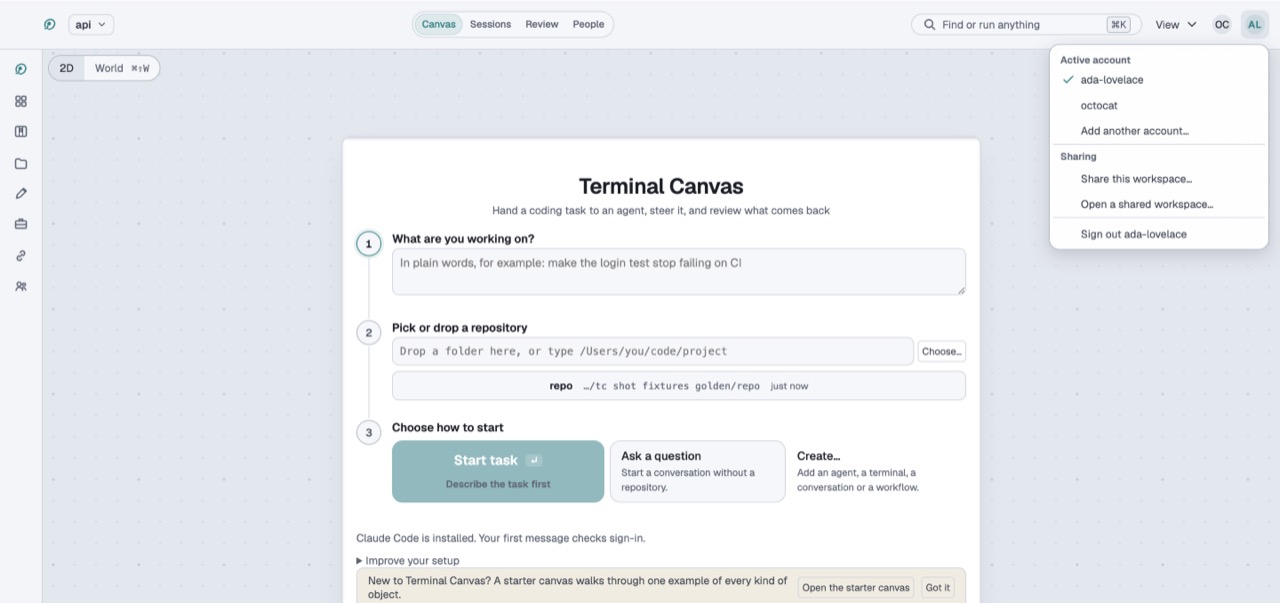 api
Canvas Sessions Review People
Find or run anything ⌘K
View OC AL
2D World ⌘⇧W
Active account
ada-lovelace
octocat
Add another account…
Sharing
Share this workspace…
Open a shared workspace…
Sign out ada-lovelace
Terminal Canvas
Hand a coding task to an agent, steer it, and review what comes back
1 What are you working on?
In plain words, for example: make the login test stop failing on CI
2 Pick or drop a repository
Drop a folder here, or type /Users/you/code/project Choose…
repo …/tc shot fixtures golden/repo just now
3 Choose how to start
Start task ↵
Describe the task first
Ask a question
Start a conversation without a
repository.
Create…
Add an agent, a terminal, a
conversation or a workflow.
Claude Code is installed. Your first message checks sign-in.
▶ Improve your setup
New to Terminal Canvas? A starter canvas walks through one example of every kind of
object.
Open the starter canvas Got it